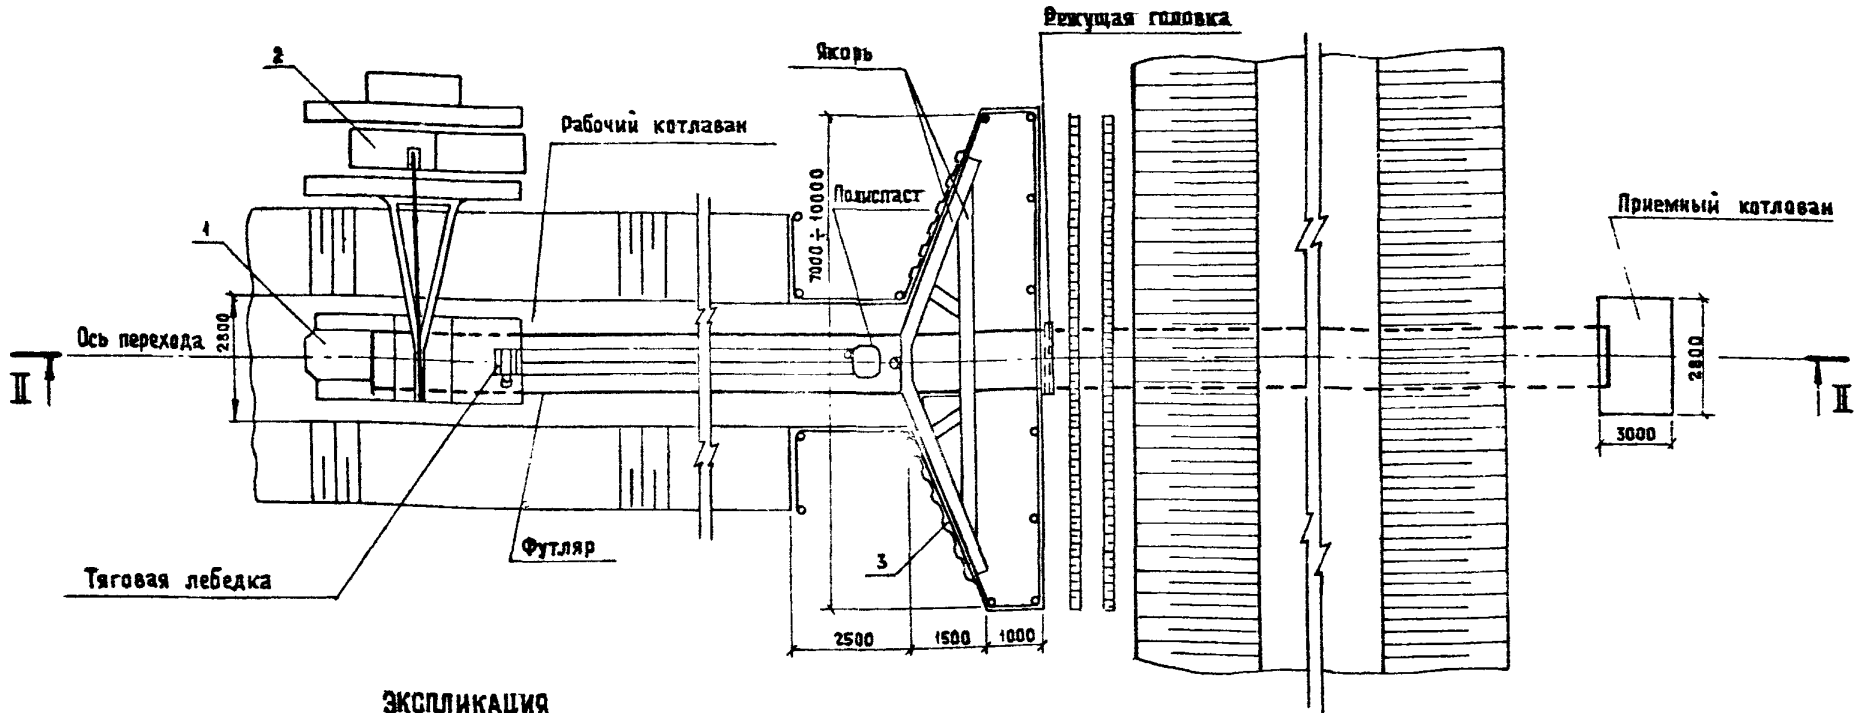 Режущая головка
Якорь
2
Рабочий котлаван
7000÷10000
Полиспаст
Приемный котлован
1
Ось перехода
2800
II
II
2800
3000
Футляр
3
Тяговая лебедка
2500
1500
1000
ЭКСПЛИКАЦИЯ